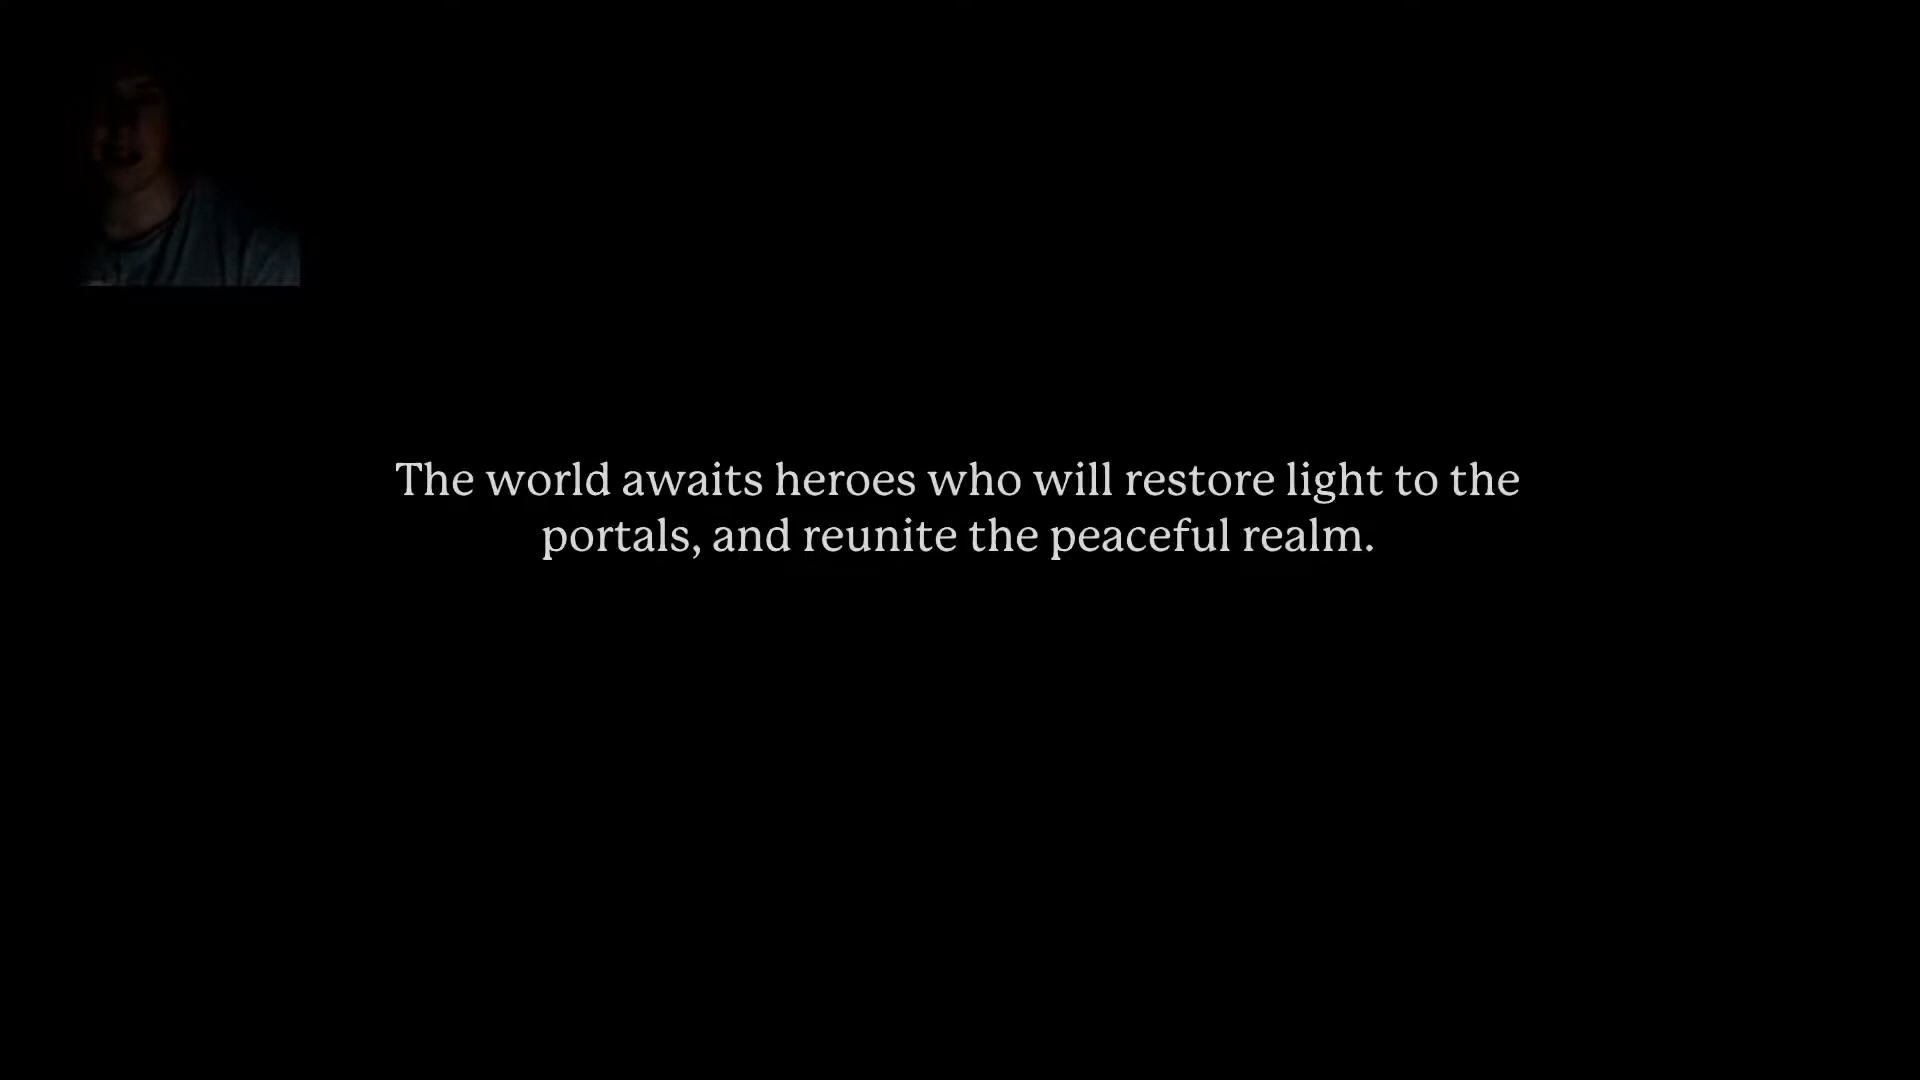 The world awaits heroes who will restore light to the
portals, and reunite the peaceful realm.